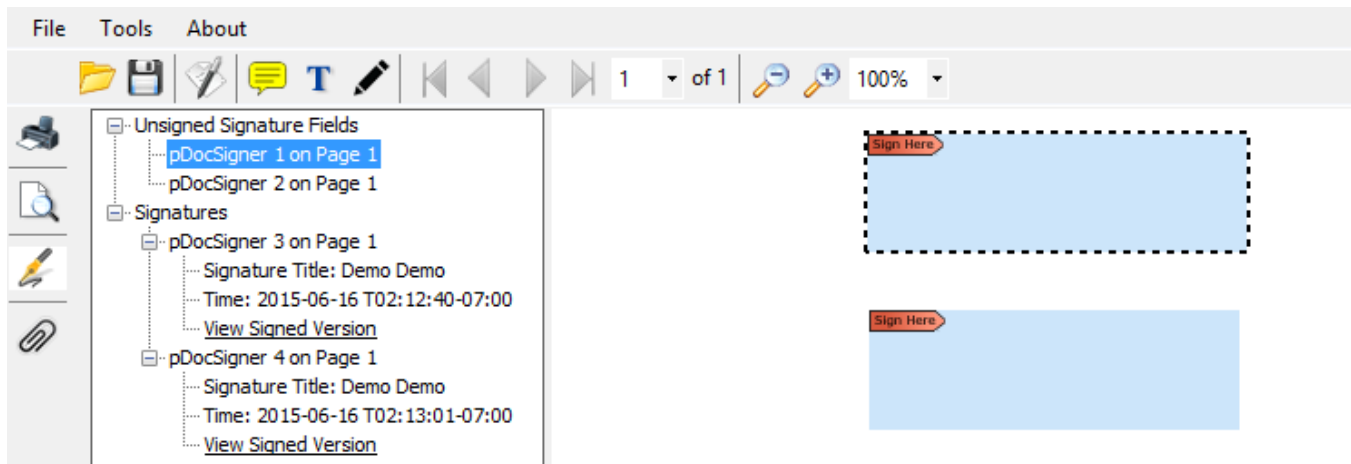 File Tools About
T 1 of 1 100%
Unsigned Signature Fields
pDocSigner 1 on Page 1
pDocSigner 2 on Page 1
Signatures
pDocSigner 3 on Page 1
Signature Title: Demo Demo
Time: 2015-06-16 T02:12:40-07:00
View Signed Version
pDocSigner 4 on Page 1
Signature Title: Demo Demo
Time: 2015-06-16 T02:13:01-07:00
View Signed Version
Sign Here
Sign Here